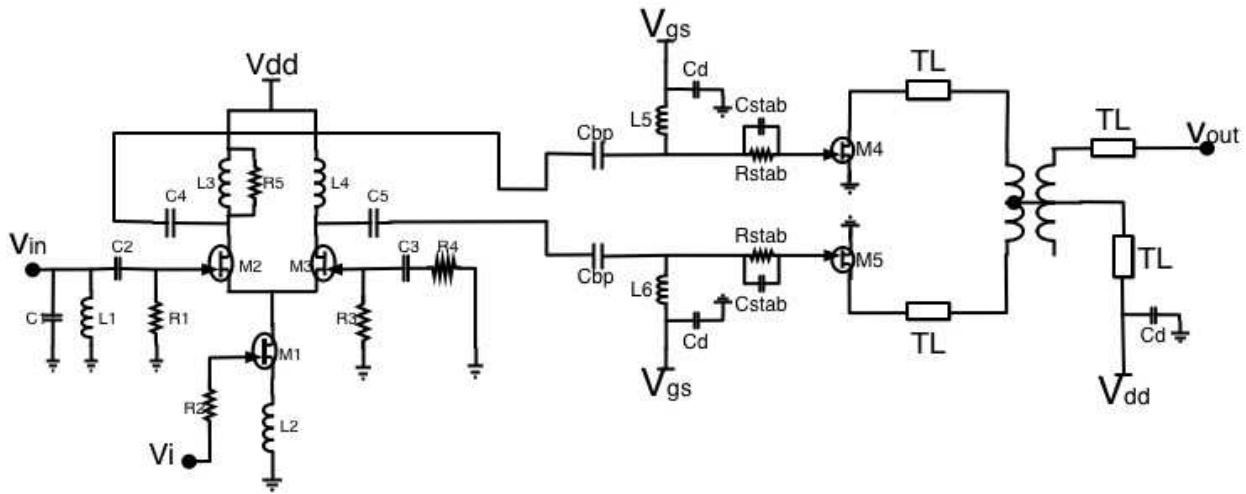 Vgs
TL
Vdd
Cd
Cstab
L5
TL
Cbp
Vout
M4
L3
R5
L4
Rstab
C4
C5
Vin
C2
M2
M3
C3
R4
Rstab
M5
TL
Cbp
L6
Cstab
C1
L1
R1
R3
M1
Cd
TL
Cd
Vgs
Vdd
R2
L2
Vi